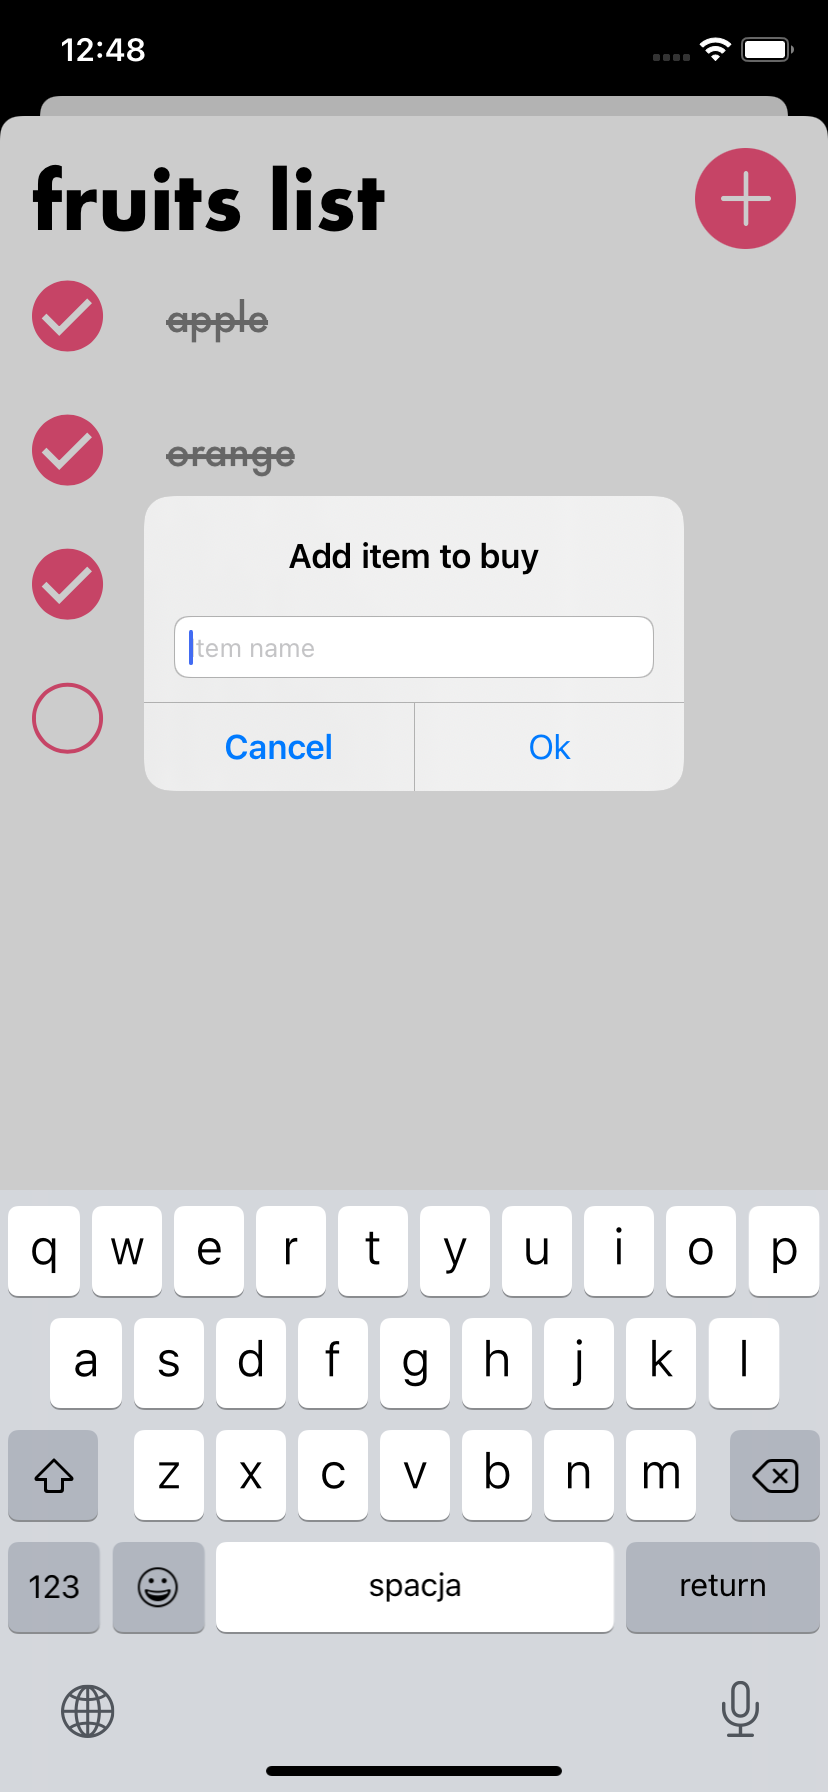 12:48
fruits list
apple
orange
Add item to buy
tem name
Cancel
Ok
q w e r t y u i o p
a s d f g h j k l
z x c v b n m
123
spacja
return